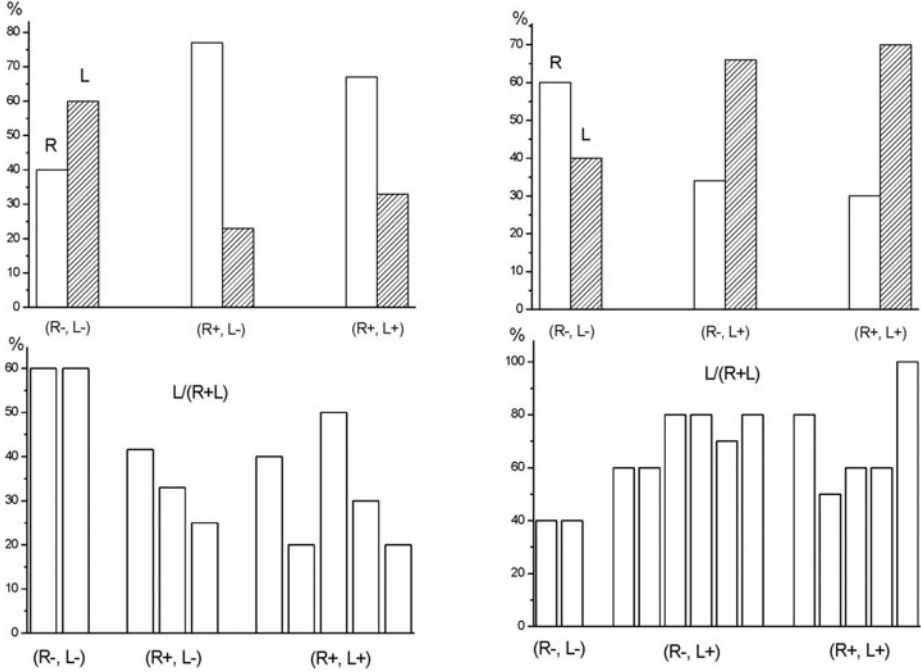 %
80
70
60
50
40
30
20
10
0
R
L
(R-, L-)
(R+, L-)
(R+, L+)
%
70
60
50
40
30
20
10
0
R
L
(R-, L-)
(R-, L+)
(R+, L+)
%
60
50
40
30
20
10
0
L/(R+L)
(R-, L-)
(R+, L-)
(R+, L+)
%
100
80
60
40
20
0
L/(R+L)
(R-, L-)
(R-, L+)
(R+, L+)